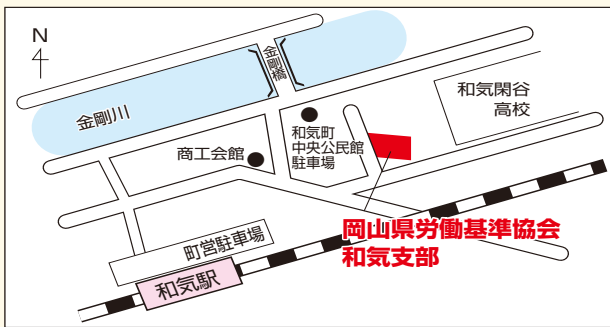 N
金剛橋
金剛川
和気閑谷
高校
和気町
中央公民館
駐車場
商工会館
岡山県労働基準協会
和気支部
町営駐車場
和気駅